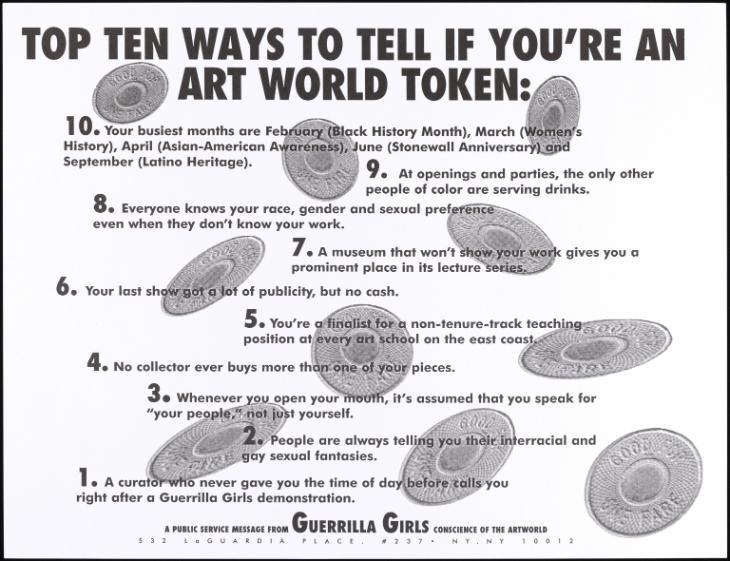 TOP TEN WAYS TO TELL IF YOU'RE AN
ART WORLD TOKEN:
10. Your busiest months are February (Black History Month), March (Women's
History), April (Asian-American Awareness), June (Stonewall Anniversary) and
September (Latino Heritage).
9. At openings and parties, the only other
people of color are serving drinks.
8. Everyone knows your race, gender and sexual preference
even when they don't know your work.
7. A museum that won't show your work gives you a
prominent place in its lecture series.
6. Your last show got a lot of publicity, but no cash.
5. You're a finalist for a non-tenure-track teaching
position at every art school on the east coast.
4. No collector ever buys more than one of your pieces.
3. Whenever you open your mouth, it's assumed that you speak for
"your people," not just yourself.
2. People are always telling you their interracial and
gay sexual fantasies.
1. A curator who never gave you the time of day before calls you
right after a Guerrilla Girls demonstration.
A PUBLIC SERVICE MESSAGE FROM GUERRILLA GIRLS CONSCIENCE OF THE ARTWORLD
532 LaGUARDIA PLACE, #237 • NY, NY 10012
GOOD FOR
ONE FARE
GOOD FOR
ONE FARE
GOOD FOR
ONE FARE